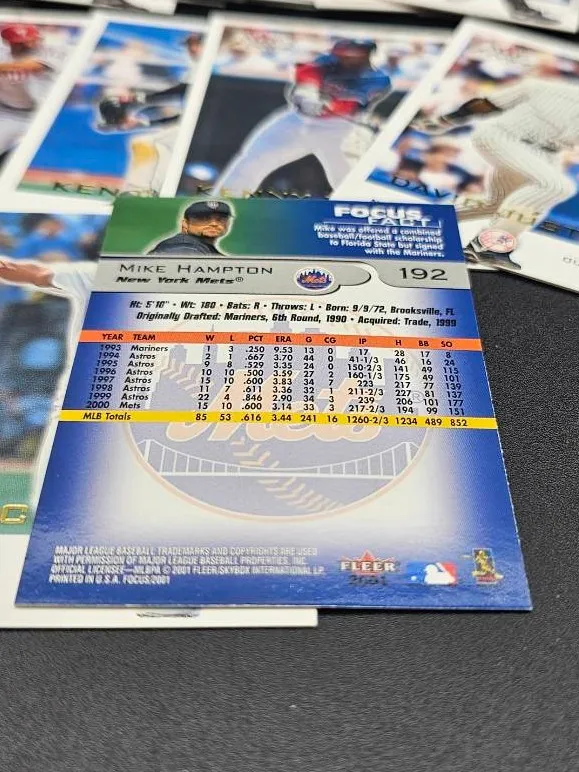 KENNY
DAVID
FOCUS
FACT
Mike was offered a combined
baseball/football scholarship
to Florida State but signed
with the Mariners.
MIKE HAMPTON
New York Mets®
Mets
192
Ht: 5'10" • Wt: 180 • Bats: R • Throws: L • Born: 9/9/72, Brooksville, FL
Originally Drafted: Mariners, 6th Round, 1990 • Acquired: Trade, 1999
YEAR TEAM W L PCT ERA G CG IP H BB SO
1993 Mariners 1 3 .250 9.53 13 0 17 28 17 8
1994 Astros 2 1 .667 3.70 44 0 41-1/3 46 16 24
1995 Astros 9 8 .529 3.35 24 0 150-2/3 141 49 115
1996 Astros 10 10 .500 3.59 27 2 160-1/3 175 49 101
1997 Astros 15 10 .600 3.83 34 7 223 217 77 139
1998 Astros 11 7 .611 3.36 32 1 211-2/3 227 81 137
1999 Astros 22 4 .846 2.90 34 3 239 206 101 177
2000 Mets 15 10 .600 3.14 33 3 217-2/3 194 99 151
MLB Totals 85 53 .616 3.44 241 16 1260-2/3 1234 489 852
Mets
MAJOR LEAGUE BASEBALL TRADEMARKS AND COPYRIGHTS ARE USED
WITH PERMISSION OF MAJOR LEAGUE BASEBALL PROPERTIES, INC.
OFFICIAL LICENSEE—MLBPA © 2001 FLEER/SKYBOX INTERNATIONAL LP.
PRINTED IN U.S.A. FOCUS2001
FLEER
2001